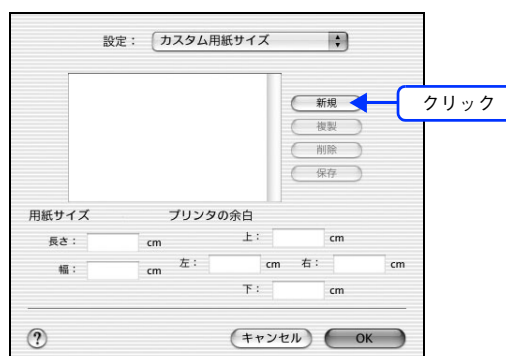 設定： カスタム用紙サイズ
新規
クリック
複製
削除
保存
用紙サイズ プリンタの余白
長さ： cm 上： cm
幅： cm 左： cm 右： cm
下： cm
? キャンセル OK